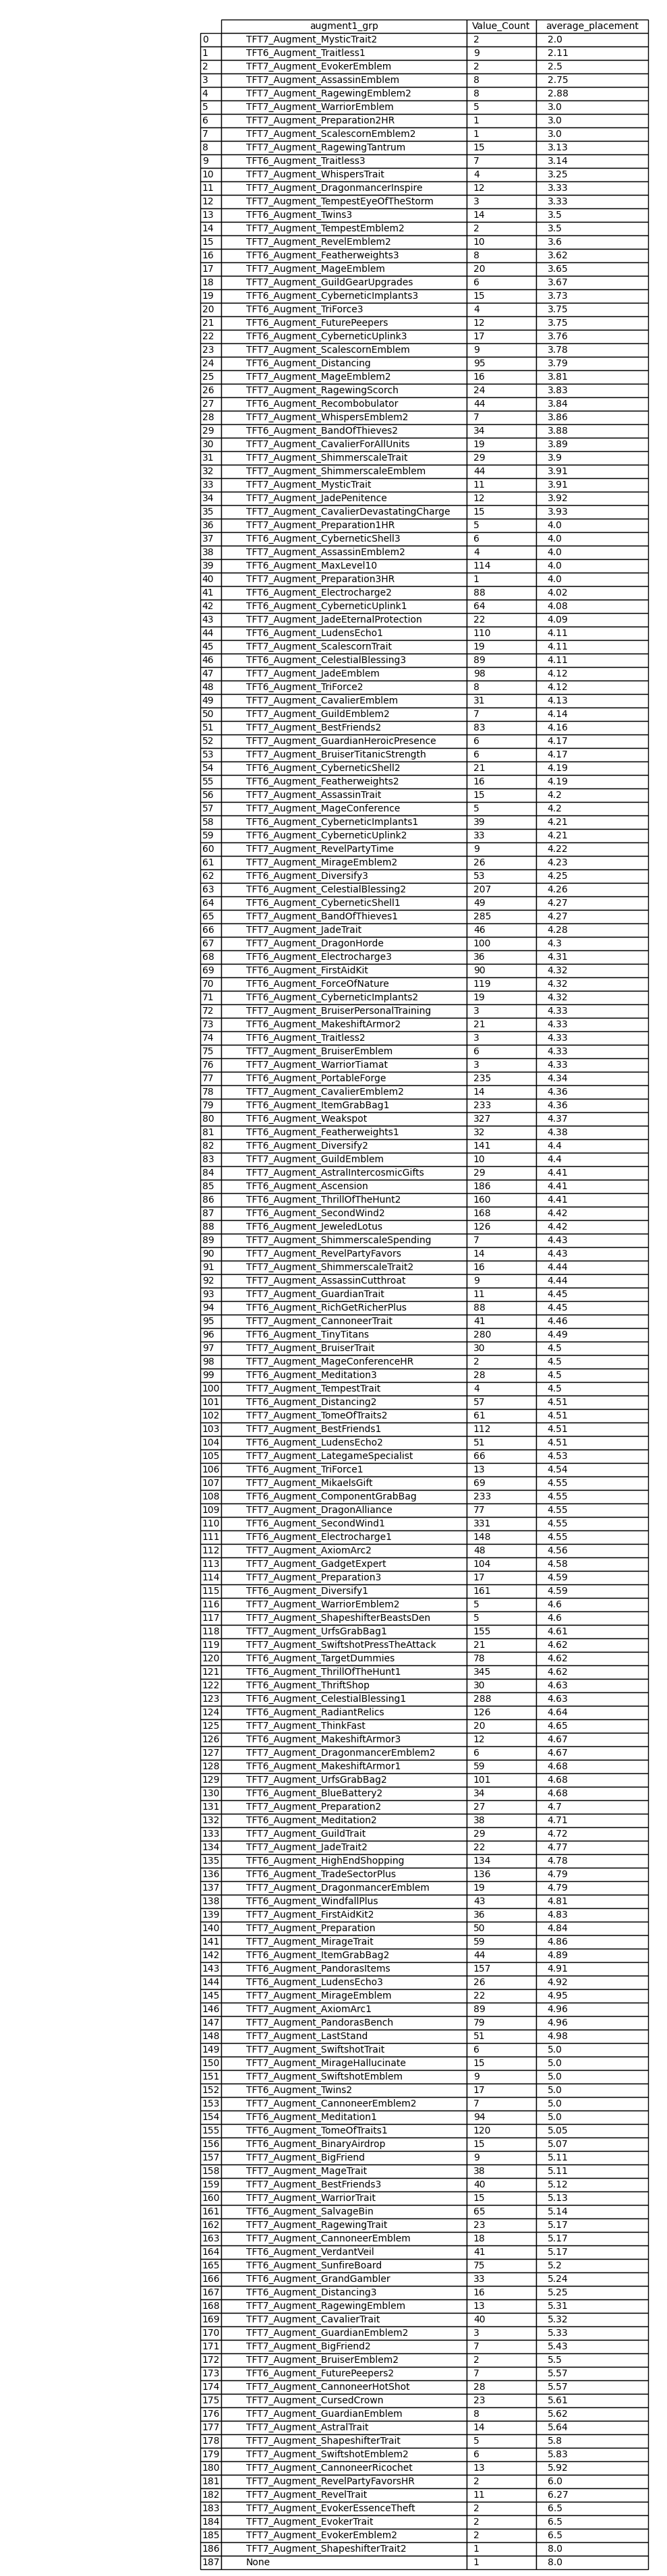 augment1_grp Value_Count average_placement
0 TFT7_Augment_MysticTrait2 2 2.0
1 TFT6_Augment_Traitless1 9 2.11
2 TFT7_Augment_EvokerEmblem 2 2.5
3 TFT7_Augment_AssassinEmblem 8 2.75
4 TFT7_Augment_RagewingEmblem2 8 2.88
5 TFT7_Augment_WarriorEmblem 5 3.0
6 TFT7_Augment_Preparation2HR 1 3.0
7 TFT7_Augment_ScalescornEmblem2 1 3.0
8 TFT7_Augment_RagewingTantrum 15 3.13
9 TFT6_Augment_Traitless3 7 3.14
10 TFT7_Augment_WhispersTrait 4 3.25
11 TFT7_Augment_DragonmancerInspire 12 3.33
12 TFT7_Augment_TempestEyeOfTheStorm 3 3.33
13 TFT6_Augment_Twins3 14 3.5
14 TFT7_Augment_TempestEmblem2 2 3.5
15 TFT7_Augment_RevelEmblem2 10 3.6
16 TFT6_Augment_Featherweights3 8 3.62
17 TFT7_Augment_MageEmblem 20 3.65
18 TFT7_Augment_GuildGearUpgrades 6 3.67
19 TFT6_Augment_CyberneticImplants3 15 3.73
20 TFT6_Augment_TriForce3 4 3.75
21 TFT6_Augment_FuturePeepers 12 3.75
22 TFT6_Augment_CyberneticUplink3 17 3.76
23 TFT7_Augment_ScalescornEmblem 9 3.78
24 TFT6_Augment_Distancing 95 3.79
25 TFT7_Augment_MageEmblem2 16 3.81
26 TFT7_Augment_RagewingScorch 24 3.83
27 TFT6_Augment_Recombobulator 44 3.84
28 TFT7_Augment_WhispersEmblem2 7 3.86
29 TFT6_Augment_BandOfThieves2 34 3.88
30 TFT7_Augment_CavalierForAllUnits 19 3.89
31 TFT7_Augment_ShimmerscaleTrait 29 3.9
32 TFT7_Augment_ShimmerscaleEmblem 44 3.91
33 TFT7_Augment_MysticTrait 11 3.91
34 TFT7_Augment_JadePenitence 12 3.92
35 TFT7_Augment_CavalierDevastatingCharge 15 3.93
36 TFT7_Augment_Preparation1HR 5 4.0
37 TFT6_Augment_CyberneticShell3 6 4.0
38 TFT7_Augment_AssassinEmblem2 4 4.0
39 TFT6_Augment_MaxLevel10 114 4.0
40 TFT7_Augment_Preparation3HR 1 4.0
41 TFT6_Augment_Electrocharge2 88 4.02
42 TFT6_Augment_CyberneticUplink1 64 4.08
43 TFT7_Augment_JadeEternalProtection 22 4.09
44 TFT6_Augment_LudensEcho1 110 4.11
45 TFT7_Augment_ScalescornTrait 19 4.11
46 TFT6_Augment_CelestialBlessing3 89 4.11
47 TFT7_Augment_JadeEmblem 98 4.12
48 TFT6_Augment_TriForce2 8 4.12
49 TFT7_Augment_CavalierEmblem 31 4.13
50 TFT7_Augment_GuildEmblem2 7 4.14
51 TFT7_Augment_BestFriends2 83 4.16
52 TFT7_Augment_GuardianHeroicPresence 6 4.17
53 TFT7_Augment_BruiserTitanicStrength 6 4.17
54 TFT6_Augment_CyberneticShell2 21 4.19
55 TFT6_Augment_Featherweights2 16 4.19
56 TFT7_Augment_AssassinTrait 15 4.2
57 TFT7_Augment_MageConference 5 4.2
58 TFT6_Augment_CyberneticImplants1 39 4.21
59 TFT6_Augment_CyberneticUplink2 33 4.21
60 TFT7_Augment_RevelPartyTime 9 4.22
61 TFT7_Augment_MirageEmblem2 26 4.23
62 TFT6_Augment_Diversify3 53 4.25
63 TFT6_Augment_CelestialBlessing2 207 4.26
64 TFT6_Augment_CyberneticShell1 49 4.27
65 TFT7_Augment_BandOfThieves1 285 4.27
66 TFT7_Augment_JadeTrait 46 4.28
67 TFT7_Augment_DragonHorde 100 4.3
68 TFT6_Augment_Electrocharge3 36 4.31
69 TFT6_Augment_FirstAidKit 90 4.32
70 TFT6_Augment_ForceOfNature 119 4.32
71 TFT6_Augment_CyberneticImplants2 19 4.32
72 TFT7_Augment_BruiserPersonalTraining 3 4.33
73 TFT6_Augment_MakeshiftArmor2 21 4.33
74 TFT6_Augment_Traitless2 3 4.33
75 TFT7_Augment_BruiserEmblem 6 4.33
76 TFT7_Augment_WarriorTiamat 3 4.33
77 TFT6_Augment_PortableForge 235 4.34
78 TFT7_Augment_CavalierEmblem2 14 4.36
79 TFT6_Augment_ItemGrabBag1 233 4.36
80 TFT6_Augment_Weakspot 327 4.37
81 TFT6_Augment_Featherweights1 32 4.38
82 TFT6_Augment_Diversify2 141 4.4
83 TFT7_Augment_GuildEmblem 10 4.4
84 TFT7_Augment_AstralIntercosmicGifts 29 4.41
85 TFT6_Augment_Ascension 186 4.41
86 TFT6_Augment_ThrillOfTheHunt2 160 4.41
87 TFT6_Augment_SecondWind2 168 4.42
88 TFT6_Augment_JeweledLotus 126 4.42
89 TFT7_Augment_ShimmerscaleSpending 7 4.43
90 TFT7_Augment_RevelPartyFavors 14 4.43
91 TFT7_Augment_ShimmerscaleTrait2 16 4.44
92 TFT7_Augment_AssassinCutthroat 9 4.44
93 TFT7_Augment_GuardianTrait 11 4.45
94 TFT6_Augment_RichGetRicherPlus 88 4.45
95 TFT7_Augment_CannoneerTrait 41 4.46
96 TFT6_Augment_TinyTitans 280 4.49
97 TFT7_Augment_BruiserTrait 30 4.5
98 TFT7_Augment_MageConferenceHR 2 4.5
99 TFT6_Augment_Meditation3 28 4.5
100 TFT7_Augment_TempestTrait 4 4.5
101 TFT6_Augment_Distancing2 57 4.51
102 TFT7_Augment_TomeOfTraits2 61 4.51
103 TFT7_Augment_BestFriends1 112 4.51
104 TFT6_Augment_LudensEcho2 51 4.51
105 TFT7_Augment_LategameSpecialist 66 4.53
106 TFT6_Augment_TriForce1 13 4.54
107 TFT7_Augment_MikaelsGift 69 4.55
108 TFT6_Augment_ComponentGrabBag 233 4.55
109 TFT7_Augment_DragonAlliance 77 4.55
110 TFT6_Augment_SecondWind1 331 4.55
111 TFT6_Augment_Electrocharge1 148 4.55
112 TFT7_Augment_AxiomArc2 48 4.56
113 TFT7_Augment_GadgetExpert 104 4.58
114 TFT7_Augment_Preparation3 17 4.59
115 TFT6_Augment_Diversify1 161 4.59
116 TFT7_Augment_WarriorEmblem2 5 4.6
117 TFT7_Augment_ShapeshifterBeastsDen 5 4.6
118 TFT7_Augment_UrfsGrabBag1 155 4.61
119 TFT7_Augment_SwiftshotPressTheAttack 21 4.62
120 TFT6_Augment_TargetDummies 78 4.62
121 TFT6_Augment_ThrillOfTheHunt1 345 4.62
122 TFT6_Augment_ThriftShop 30 4.63
123 TFT6_Augment_CelestialBlessing1 288 4.63
124 TFT6_Augment_RadiantRelics 126 4.64
125 TFT7_Augment_ThinkFast 20 4.65
126 TFT6_Augment_MakeshiftArmor3 12 4.67
127 TFT7_Augment_DragonmancerEmblem2 6 4.67
128 TFT6_Augment_MakeshiftArmor1 59 4.68
129 TFT7_Augment_UrfsGrabBag2 101 4.68
130 TFT6_Augment_BlueBattery2 34 4.68
131 TFT7_Augment_Preparation2 27 4.7
132 TFT6_Augment_Meditation2 38 4.71
133 TFT7_Augment_GuildTrait 29 4.72
134 TFT7_Augment_JadeTrait2 22 4.77
135 TFT6_Augment_HighEndShopping 134 4.78
136 TFT6_Augment_TradeSectorPlus 136 4.79
137 TFT7_Augment_DragonmancerEmblem 19 4.79
138 TFT6_Augment_WindfallPlus 43 4.81
139 TFT7_Augment_FirstAidKit2 36 4.83
140 TFT7_Augment_Preparation 50 4.84
141 TFT7_Augment_MirageTrait 59 4.86
142 TFT6_Augment_ItemGrabBag2 44 4.89
143 TFT6_Augment_PandorasItems 157 4.91
144 TFT6_Augment_LudensEcho3 26 4.92
145 TFT7_Augment_MirageEmblem 22 4.95
146 TFT7_Augment_AxiomArc1 89 4.96
147 TFT7_Augment_PandorasBench 79 4.96
148 TFT7_Augment_LastStand 51 4.98
149 TFT7_Augment_SwiftshotTrait 6 5.0
150 TFT7_Augment_MirageHallucinate 15 5.0
151 TFT7_Augment_SwiftshotEmblem 9 5.0
152 TFT6_Augment_Twins2 17 5.0
153 TFT7_Augment_CannoneerEmblem2 7 5.0
154 TFT6_Augment_Meditation1 94 5.0
155 TFT6_Augment_TomeOfTraits1 120 5.05
156 TFT6_Augment_BinaryAirdrop 15 5.07
157 TFT7_Augment_BigFriend 9 5.11
158 TFT7_Augment_MageTrait 38 5.11
159 TFT7_Augment_BestFriends3 40 5.12
160 TFT7_Augment_WarriorTrait 15 5.13
161 TFT6_Augment_SalvageBin 65 5.14
162 TFT7_Augment_RagewingTrait 23 5.17
163 TFT7_Augment_CannoneerEmblem 18 5.17
164 TFT6_Augment_VerdantVeil 41 5.17
165 TFT6_Augment_SunfireBoard 75 5.2
166 TFT6_Augment_GrandGambler 33 5.24
167 TFT6_Augment_Distancing3 16 5.25
168 TFT7_Augment_RagewingEmblem 13 5.31
169 TFT7_Augment_CavalierTrait 40 5.32
170 TFT7_Augment_GuardianEmblem2 3 5.33
171 TFT7_Augment_BigFriend2 7 5.43
172 TFT7_Augment_BruiserEmblem2 2 5.5
173 TFT6_Augment_FuturePeepers2 7 5.57
174 TFT7_Augment_CannoneerHotShot 28 5.57
175 TFT7_Augment_CursedCrown 23 5.61
176 TFT7_Augment_GuardianEmblem 8 5.62
177 TFT7_Augment_AstralTrait 14 5.64
178 TFT7_Augment_ShapeshifterTrait 5 5.8
179 TFT7_Augment_SwiftshotEmblem2 6 5.83
180 TFT7_Augment_CannoneerRicochet 13 5.92
181 TFT7_Augment_RevelPartyFavorsHR 2 6.0
182 TFT7_Augment_RevelTrait 11 6.27
183 TFT7_Augment_EvokerEssenceTheft 2 6.5
184 TFT7_Augment_EvokerTrait 2 6.5
185 TFT7_Augment_EvokerEmblem2 2 6.5
186 TFT7_Augment_ShapeshifterTrait2 1 8.0
187 None 1 8.0